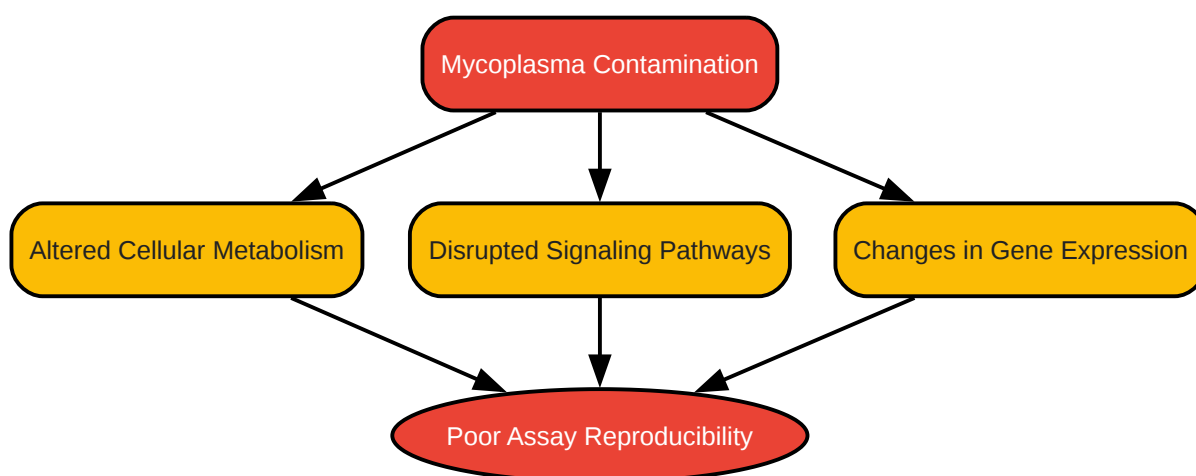 Mycoplasma Contamination
Altered Cellular Metabolism
Disrupted Signaling Pathways
Changes in Gene Expression
Poor Assay Reproducibility